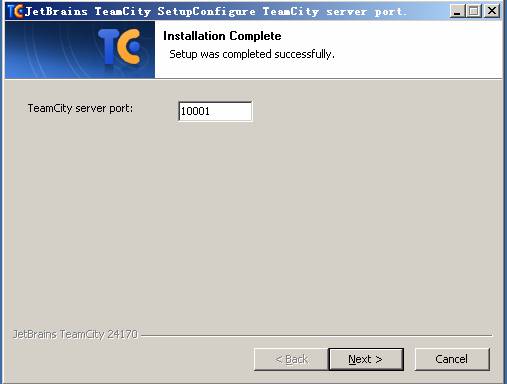 TC JetBrains TeamCity SetupConfigure TeamCity server port.
TC
Installation Complete
Setup was completed successfully.
TeamCity server port: 10001
JetBrains TeamCity 24170
< Back Next > Cancel